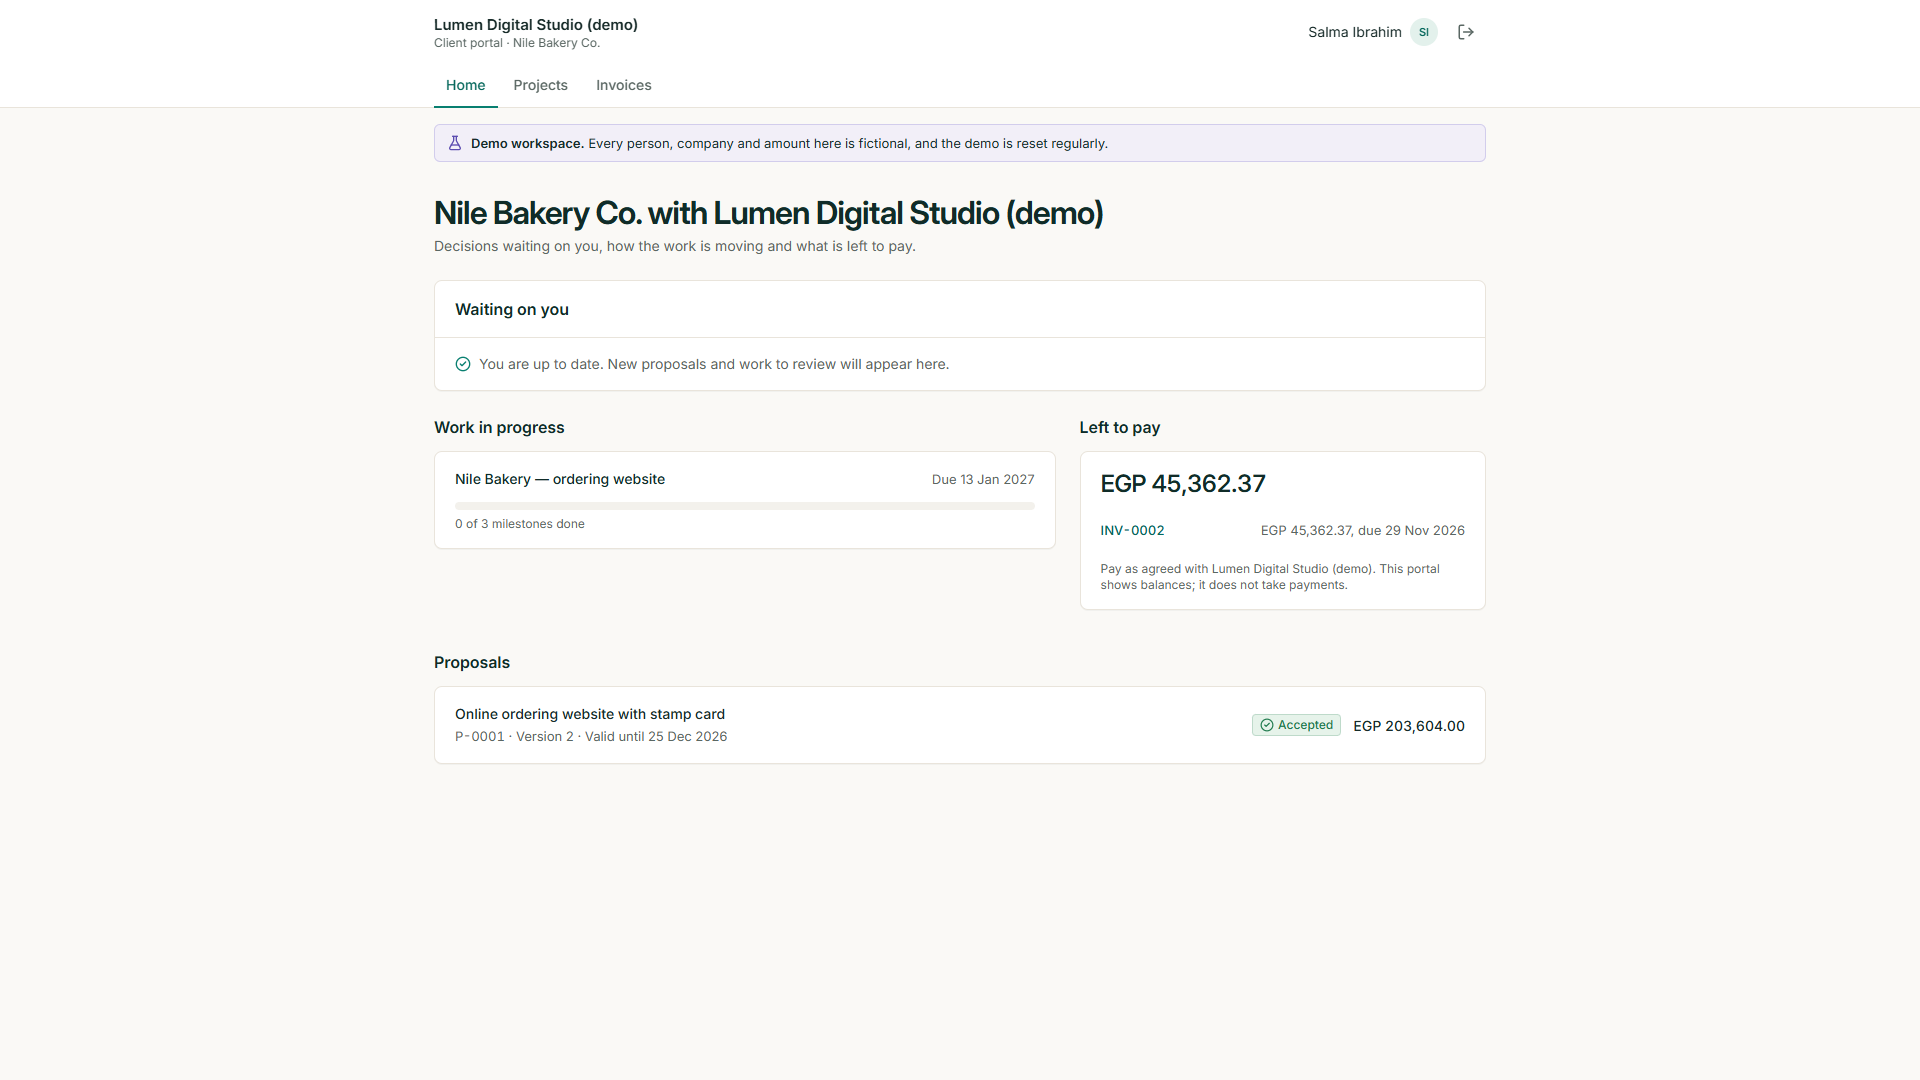 Lumen Digital Studio (demo)
Client portal · Nile Bakery Co.
Salma Ibrahim SI
Home Projects Invoices
Demo workspace. Every person, company and amount here is fictional, and the demo is reset regularly.
Nile Bakery Co. with Lumen Digital Studio (demo)
Decisions waiting on you, how the work is moving and what is left to pay.
Waiting on you
You are up to date. New proposals and work to review will appear here.
Work in progress
Nile Bakery — ordering website Due 13 Jan 2027
0 of 3 milestones done
Left to pay
EGP 45,362.37
INV-0002 EGP 45,362.37, due 29 Nov 2026
Pay as agreed with Lumen Digital Studio (demo). This portal
shows balances; it does not take payments.
Proposals
Online ordering website with stamp card
P-0001 · Version 2 · Valid until 25 Dec 2026
Accepted EGP 203,604.00